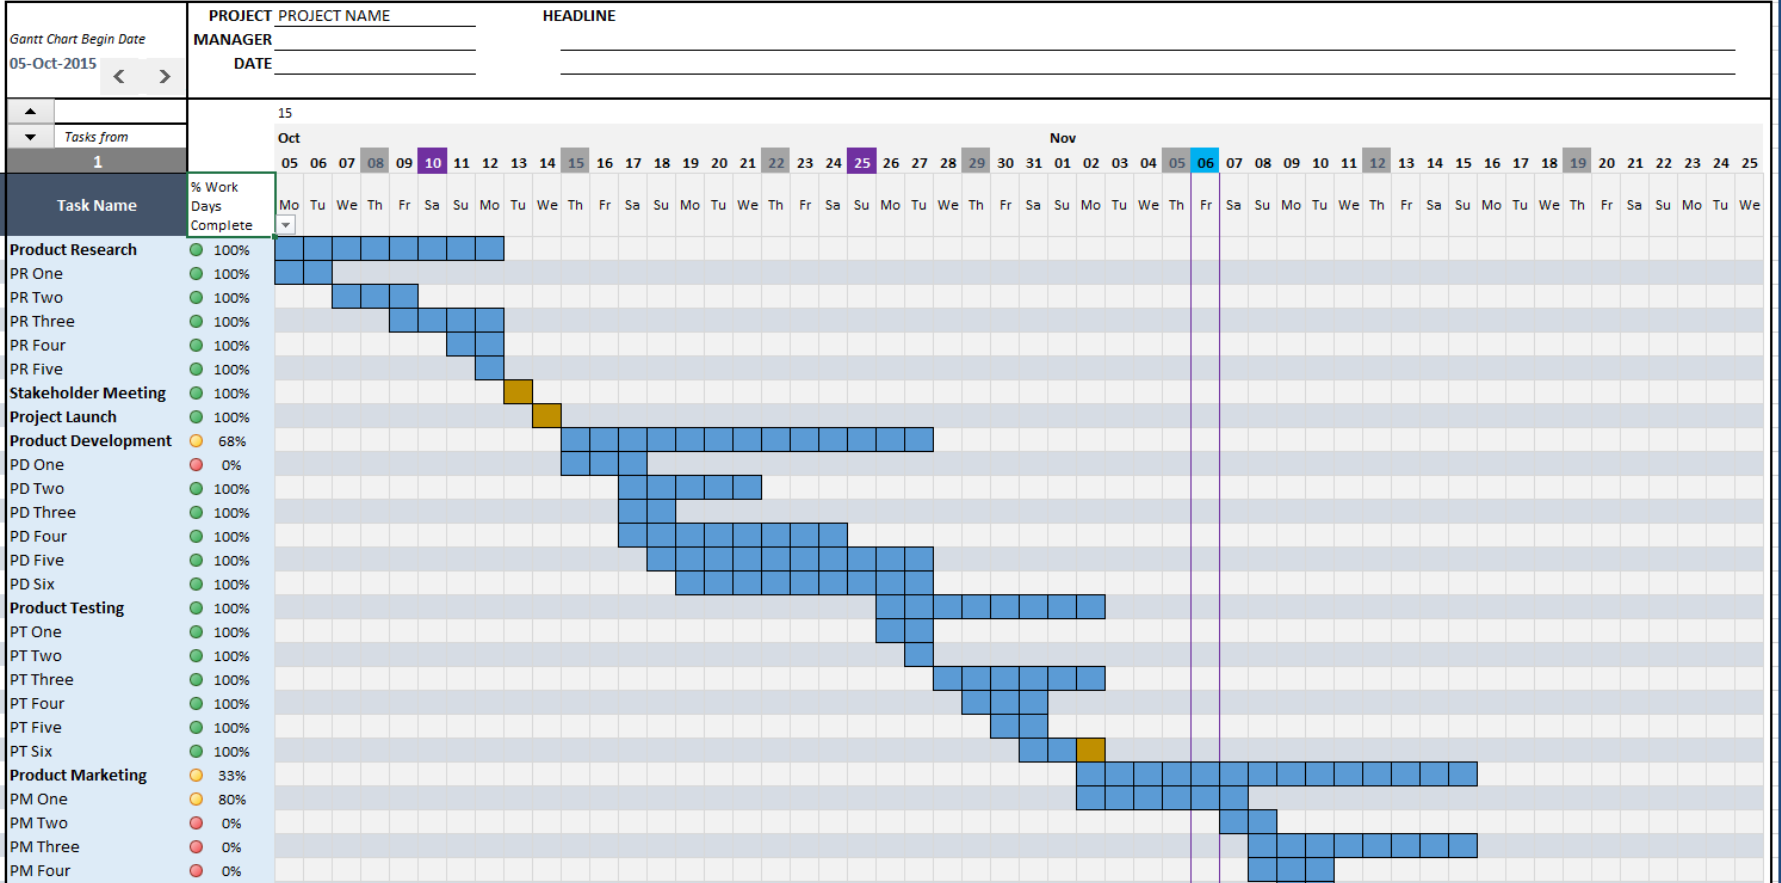 PROJECT PROJECT NAME HEADLINE
Gantt Chart Begin Date MANAGER
05-Oct-2015 DATE
15
Tasks from Oct Nov
1 05 06 07 08 09 10 11 12 13 14 15 16 17 18 19 20 21 22 23 24 25 26 27 28 29 30 31 01 02 03 04 05 06 07 08 09 10 11 12 13 14 15 16 17 18 19 20 21 22 23 24 25
% Work
Task Name Days Mo Tu We Th Fr Sa Su Mo Tu We Th Fr Sa Su Mo Tu We Th Fr Sa Su Mo Tu We Th Fr Sa Su Mo Tu We Th Fr Sa Su Mo Tu We Th Fr Sa Su Mo Tu We Th Fr Sa Su Mo Tu We
Complete
Product Research 100%
PR One 100%
PR Two 100%
PR Three 100%
PR Four 100%
PR Five 100%
Stakeholder Meeting 100%
Project Launch 100%
Product Development 68%
PD One 0%
PD Two 100%
PD Three 100%
PD Four 100%
PD Five 100%
PD Six 100%
Product Testing 100%
PT One 100%
PT Two 100%
PT Three 100%
PT Four 100%
PT Five 100%
PT Six 100%
Product Marketing 33%
PM One 80%
PM Two 0%
PM Three 0%
PM Four 0%